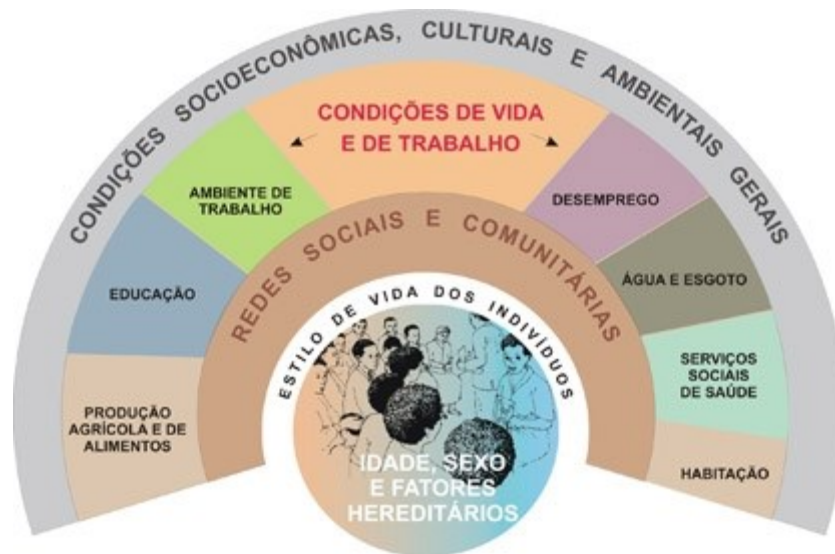 CONDIÇÕES SOCIOECONÔMICAS, CULTURAIS E AMBIENTAIS GERAIS
CONDIÇÕES DE VIDA
E DE TRABALHO
AMBIENTE DE
TRABALHO
DESEMPREGO
EDUCAÇÃO
ÁGUA E ESGOTO
PRODUÇÃO
AGRÍCOLA E DE
ALIMENTOS
SERVIÇOS
SOCIAIS
DE SAÚDE
HABITAÇÃO
REDES SOCIAIS E COMUNITÁRIAS
ESTILO DE VIDA DOS INDIVÍDUOS
IDADE, SEXO
E FATORES
HEREDITÁRIOS